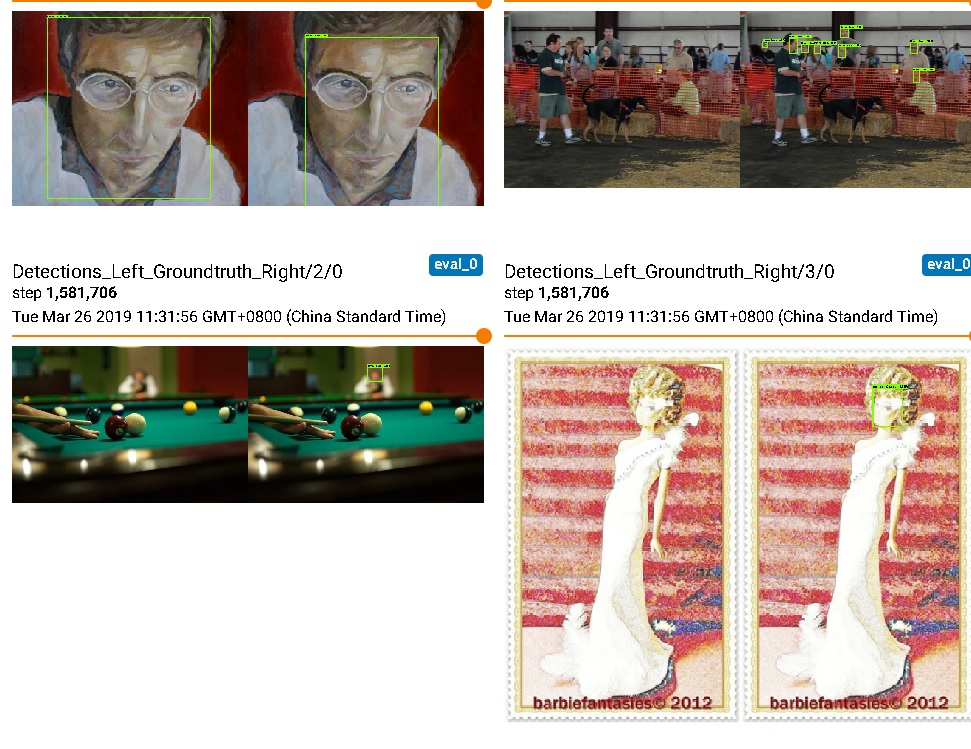 Detections_Left_Groundtruth_Right/2/0
eval_0
step 1,581,706
Tue Mar 26 2019 11:31:56 GMT+0800 (China Standard Time)
Detections_Left_Groundtruth_Right/3/0
eval_0
step 1,581,706
Tue Mar 26 2019 11:31:56 GMT+0800 (China Standard Time)
barbiefantasies© 2012
barbiefantasies© 2012